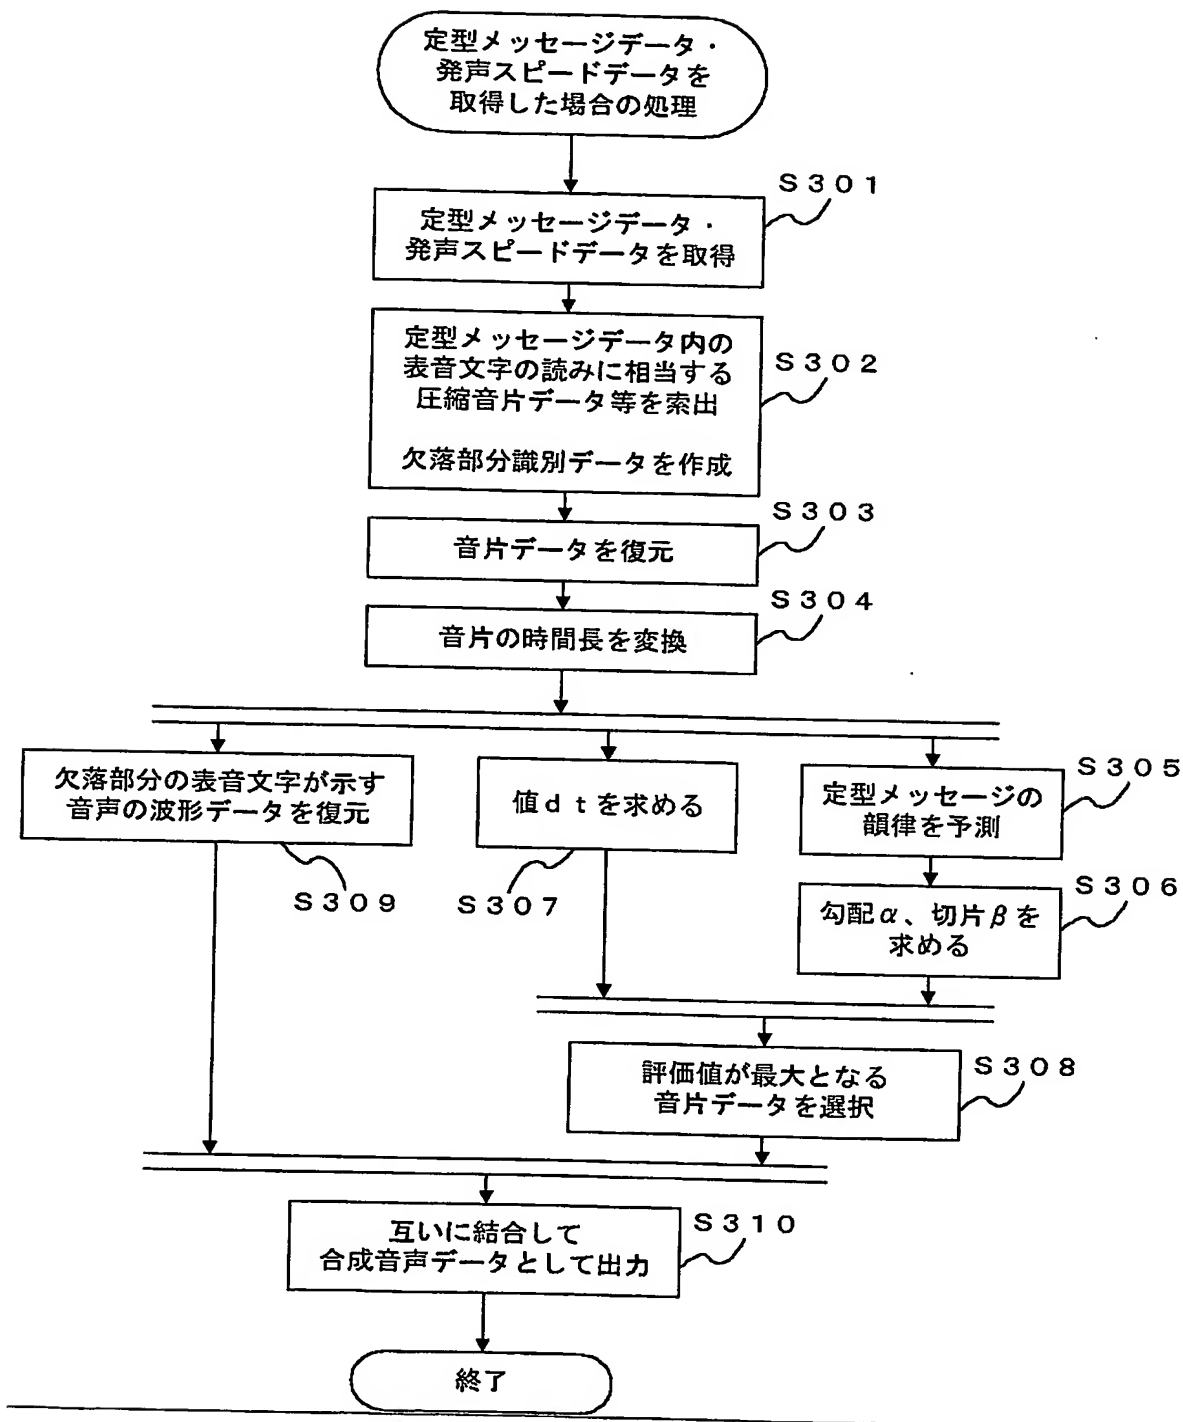 定型メッセージデータ・
発声スピードデータを
取得した場合の処理
S301
定型メッセージデータ・
発声スピードデータを取得
S302
定型メッセージデータ内の
表音文字の読みに相当する
圧縮音片データ等を索出
欠落部分識別データを作成
S303
音片データを復元
S304
音片の時間長を変換
欠落部分の表音文字が示す
音声の波形データを復元
S309
値dtを求める
S307
S305
定型メッセージの
韻律を予測
S306
勾配α、切片βを
求める
S308
評価値が最大となる
音片データを選択
S310
互いに結合して
合成音声データとして出力
終了